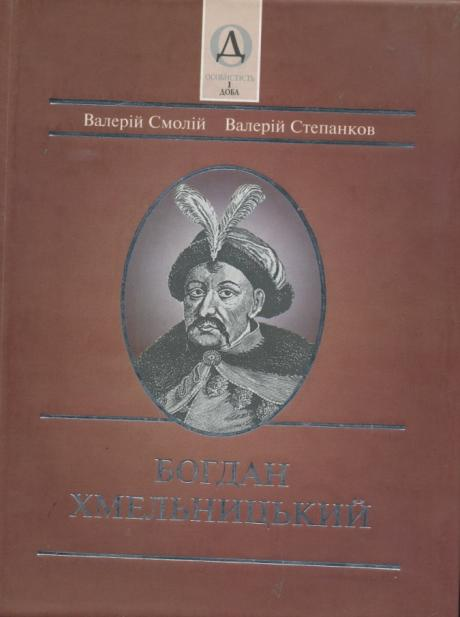 О
Д
ОСОБИСТІСТЬ
І
ДОБА
Валерій Смолій Валерій Степанков
БОГДАН
ХМЕЛЬНИЦЬКИЙ